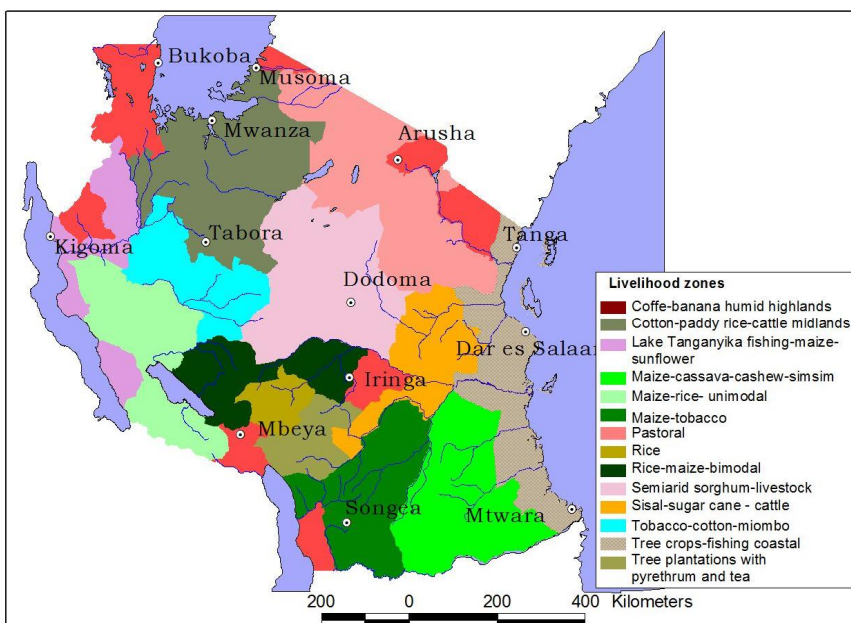 Bukoba
Musoma
Mwanza
Arusha
Kigoma
Tabora
Tanga
Dodoma
Dar es Salaam
Iringa
Mbeya
Songea
Mtwara
Livelihood zones
Coffe-banana humid highlands
Cotton-paddy rice-cattle midlands
Lake Tanganyika fishing-maize-
sunflower
Maize-cassava-cashew-simsim
Maize-rice- unimodal
Maize-tobacco
Pastoral
Rice
Rice-maize-bimodal
Semiarid sorghum-livestock
Sisal-sugar cane - cattle
Tobacco-cotton-miombo
Tree crops-fishing coastal
Tree plantations with
pyrethrum and tea
200 0 200 400 Kilometers